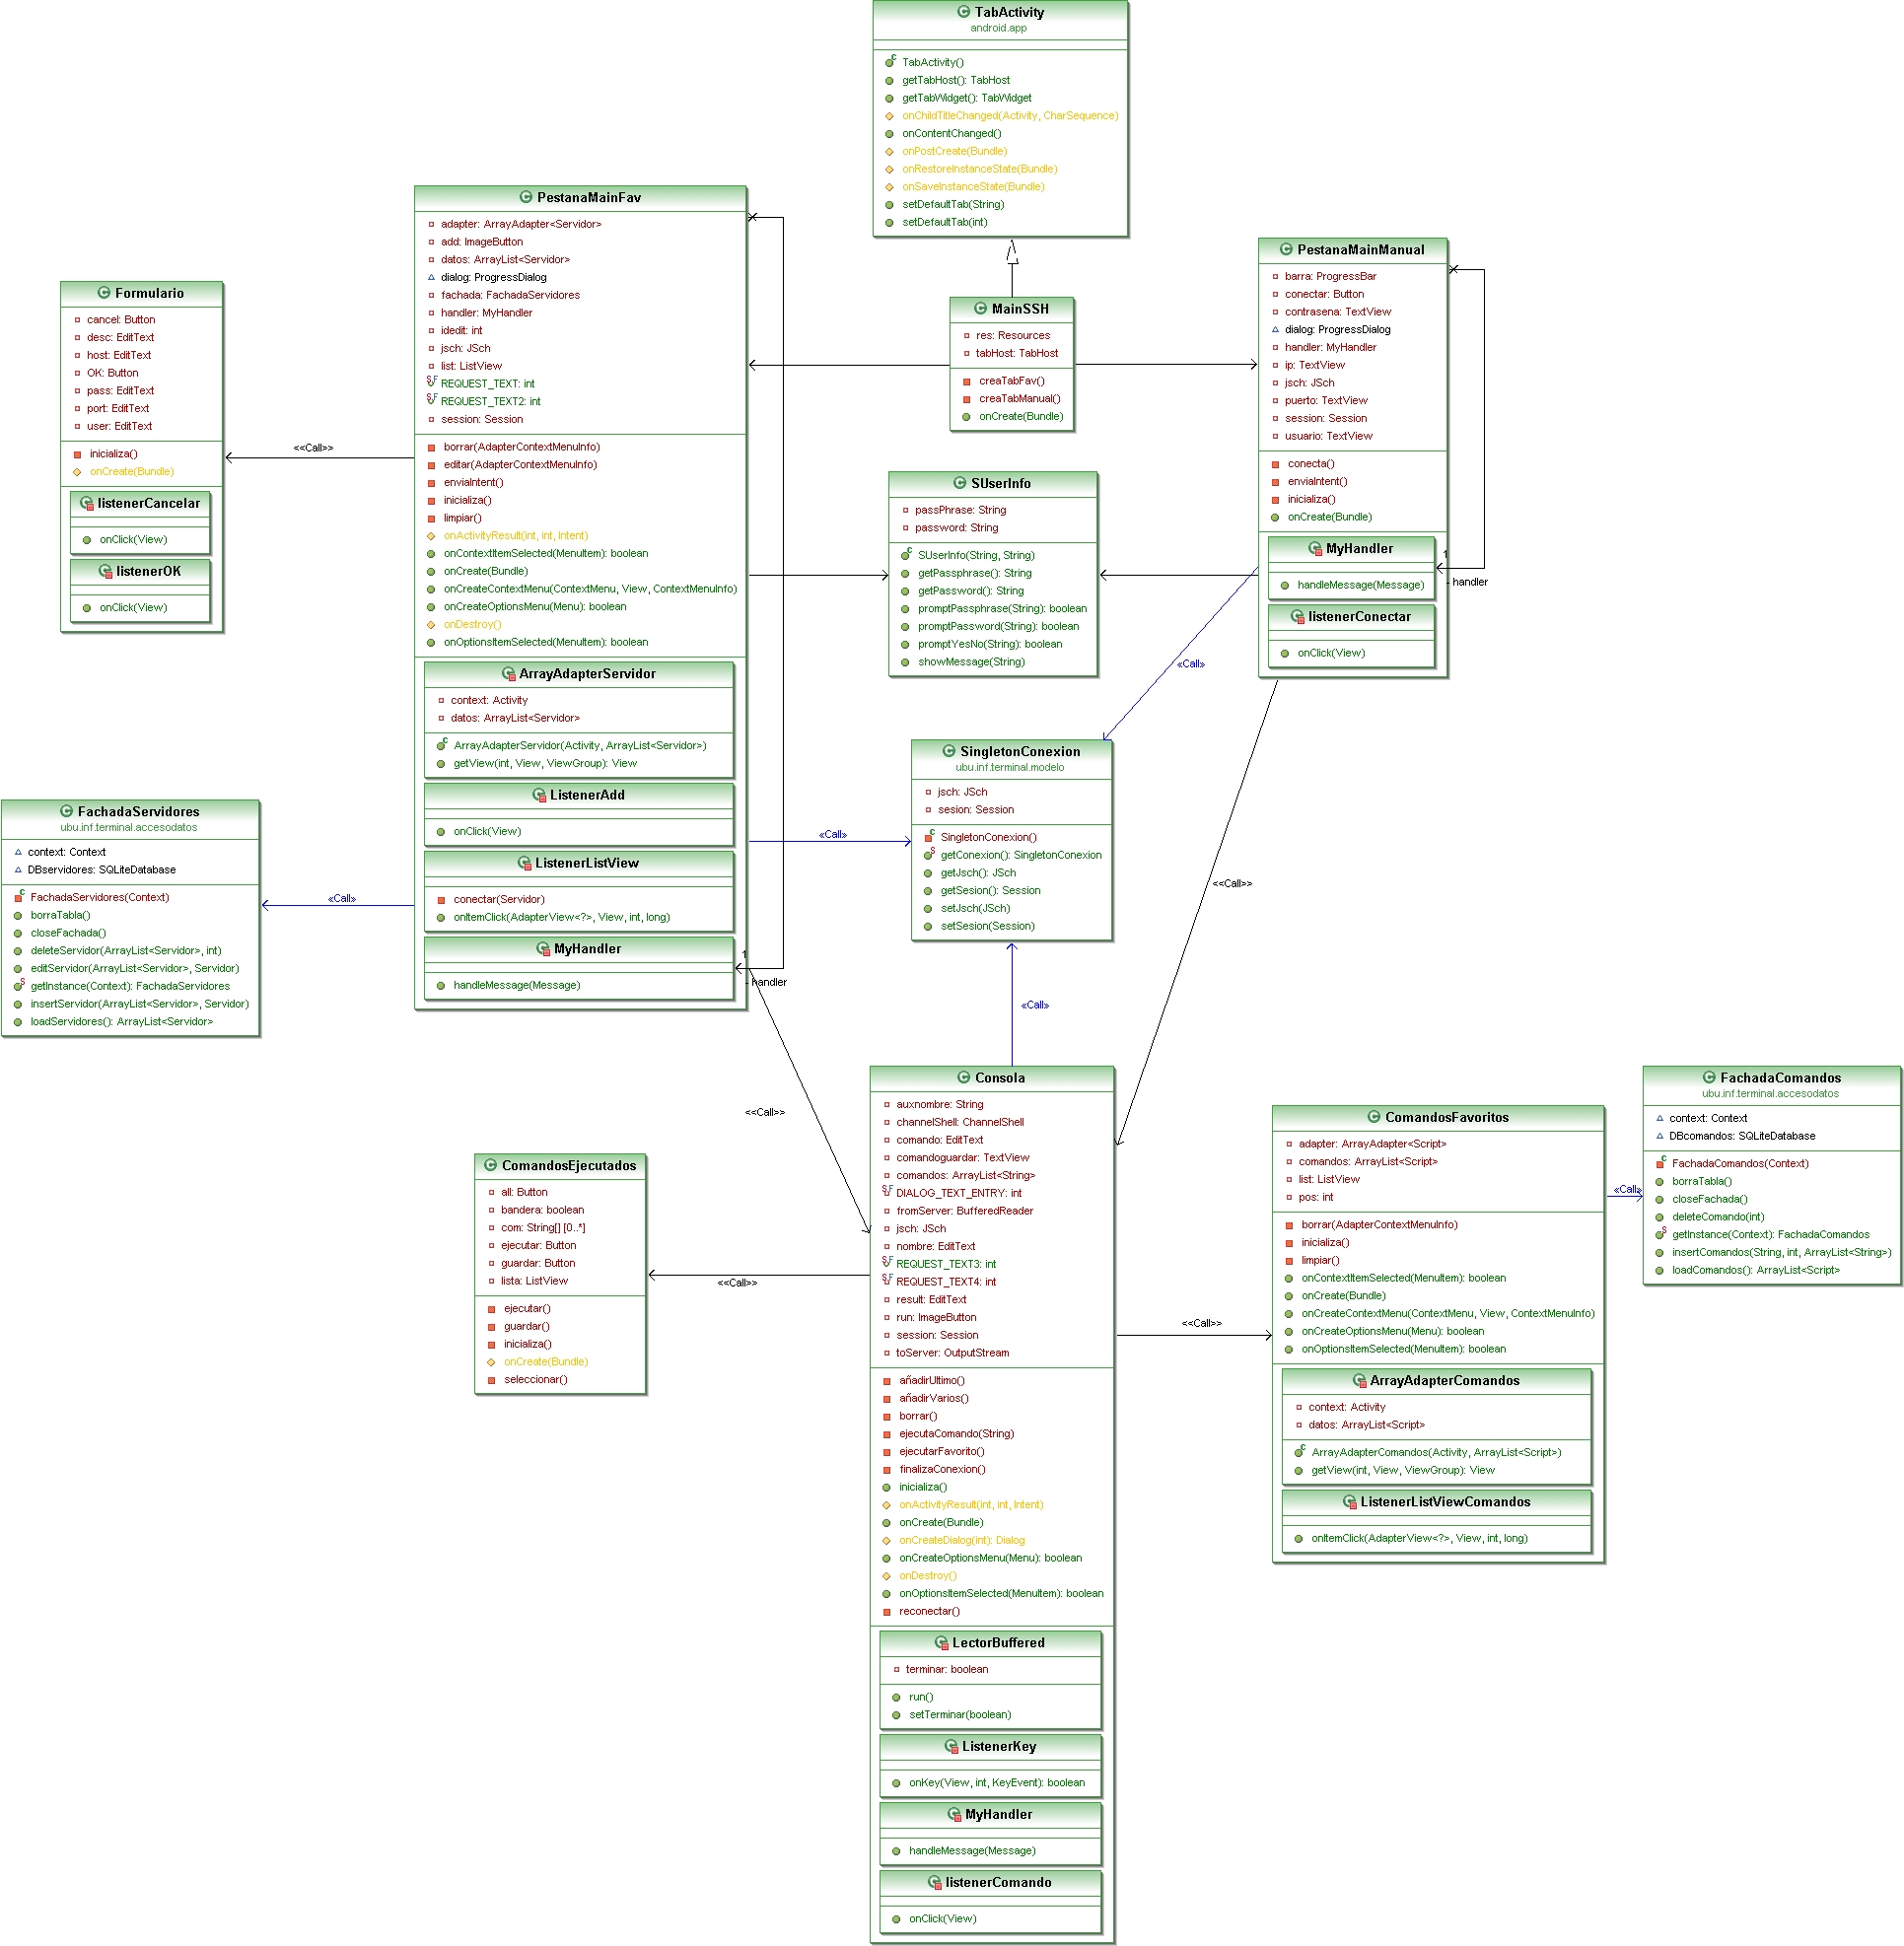 TabActivity
android.app
TabActivity()
getTabHost(): TabHost
getTabWidget(): TabWidget
onChildTitleChanged(Activity, CharSequence)
onContentChanged()
onPostCreate(Bundle)
onRestoreInstanceState(Bundle)
onSaveInstanceState(Bundle)
setDefaultTab(String)
setDefaultTab(int)
PestanaMainFav
adapter: ArrayAdapter<Servidor>
add: ImageButton
datos: ArrayList<Servidor>
dialog: ProgressDialog
fachada: FachadaServidores
handler: MyHandler
idedit: int
jsch: JSch
list: ListView
REQUEST_TEXT: int
REQUEST_TEXT2: int
session: Session
borrar(AdapterContextMenuInfo)
editar(AdapterContextMenuInfo)
enviaIntent()
inicializa()
limpiar()
onActivityResult(int, int, Intent)
onContextItemSelected(MenuItem): boolean
onCreate(Bundle)
onCreateContextMenu(ContextMenu, View, ContextMenuInfo)
onCreateOptionsMenu(Menu): boolean
onDestroy()
onOptionsItemSelected(MenuItem): boolean
ArrayAdapterServidor
context: Activity
datos: ArrayList<Servidor>
ArrayAdapterServidor(Activity, ArrayList<Servidor>)
getView(int, View, ViewGroup): View
ListenerAdd
onClick(View)
ListenerListView
conectar(Servidor)
onItemClick(AdapterView<?>, View, int, long)
MyHandler
handleMessage(Message)
1
- handler
MainSSH
res: Resources
tabHost: TabHost
creaTabFav()
creaTabManual()
onCreate(Bundle)
PestanaMainManual
barra: ProgressBar
conectar: Button
contrasena: TextView
dialog: ProgressDialog
handler: MyHandler
ip: TextView
jsch: JSch
puerto: TextView
session: Session
usuario: TextView
conecta()
enviaIntent()
inicializa()
onCreate(Bundle)
MyHandler
handleMessage(Message)
listenerConectar
onClick(View)
1
- handler
Formulario
cancel: Button
desc: EditText
host: EditText
OK: Button
pass: EditText
port: EditText
user: EditText
inicializa()
onCreate(Bundle)
listenerCancelar
onClick(View)
listenerOK
onClick(View)
<<Call>>
SUserInfo
passPhrase: String
password: String
SUserInfo(String, String)
getPassphrase(): String
getPassword(): String
promptPassphrase(String): boolean
promptPassword(String): boolean
promptYesNo(String): boolean
showMessage(String)
«Call»
SingletonConexion
ubu.inf.terminal.modelo
jsch: JSch
sesion: Session
SingletonConexion()
getConexion(): SingletonConexion
getJsch(): JSch
getSesion(): Session
setJsch(JSch)
setSesion(Session)
«Call»
<<Call>>
FachadaServidores
ubu.inf.terminal.accesodatos
context: Context
DBservidores: SQLiteDatabase
FachadaServidores(Context)
borraTabla()
closeFachada()
deleteServidor(ArrayList<Servidor>, int)
editServidor(ArrayList<Servidor>, Servidor)
getInstance(Context): FachadaServidores
insertServidor(ArrayList<Servidor>, Servidor)
loadServidores(): ArrayList<Servidor>
«Call»
«Call»
<<Call>>
Consola
auxnombre: String
channelShell: ChannelShell
comando: EditText
comandoguardar: TextView
comandos: ArrayList<String>
DIALOG_TEXT_ENTRY: int
fromServer: BufferedReader
jsch: JSch
nombre: EditText
REQUEST_TEXT3: int
REQUEST_TEXT4: int
result: EditText
run: ImageButton
session: Session
toServer: OutputStream
añadirUltimo()
añadirVarios()
borrar()
ejecutaComando(String)
ejecutarFavorito()
finalizaConexion()
inicializa()
onActivityResult(int, int, Intent)
onCreate(Bundle)
onCreateDialog(int): Dialog
onCreateOptionsMenu(Menu): boolean
onDestroy()
onOptionsItemSelected(MenuItem): boolean
reconectar()
LectorBuffered
terminar: boolean
run()
setTerminar(boolean)
ListenerKey
onKey(View, int, KeyEvent): boolean
MyHandler
handleMessage(Message)
listenerComando
onClick(View)
ComandosEjecutados
all: Button
bandera: boolean
com: String[] [0..*]
ejecutar: Button
guardar: Button
lista: ListView
ejecutar()
guardar()
inicializa()
onCreate(Bundle)
seleccionar()
<<Call>>
<<Call>>
ComandosFavoritos
adapter: ArrayAdapter<Script>
comandos: ArrayList<Script>
list: ListView
pos: int
borrar(AdapterContextMenuInfo)
inicializa()
limpiar()
onContextItemSelected(MenuItem): boolean
onCreate(Bundle)
onCreateContextMenu(ContextMenu, View, ContextMenuInfo)
onCreateOptionsMenu(Menu): boolean
onOptionsItemSelected(MenuItem): boolean
ArrayAdapterComandos
context: Activity
datos: ArrayList<Script>
ArrayAdapterComandos(Activity, ArrayList<Script>)
getView(int, View, ViewGroup): View
ListenerListViewComandos
onItemClick(AdapterView<?>, View, int, long)
«Call»
FachadaComandos
ubu.inf.terminal.accesodatos
context: Context
DBcomandos: SQLiteDatabase
FachadaComandos(Context)
borraTabla()
closeFachada()
deleteComando(int)
getInstance(Context): FachadaComandos
insertComandos(String, int, ArrayList<String>)
loadComandos(): ArrayList<Script>